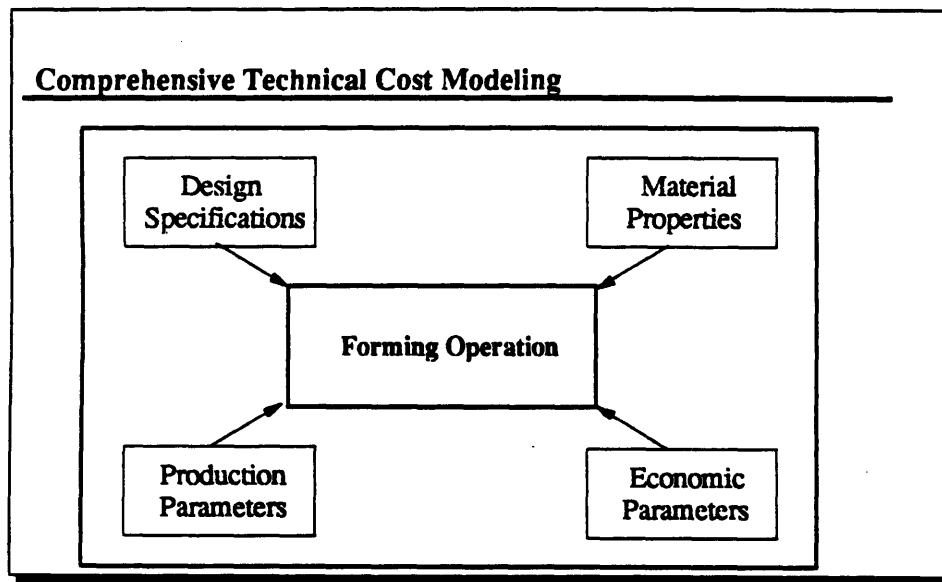 Comprehensive Technical Cost Modeling
Design
Specifications
Material
Properties
Forming Operation
Production
Parameters
Economic
Parameters